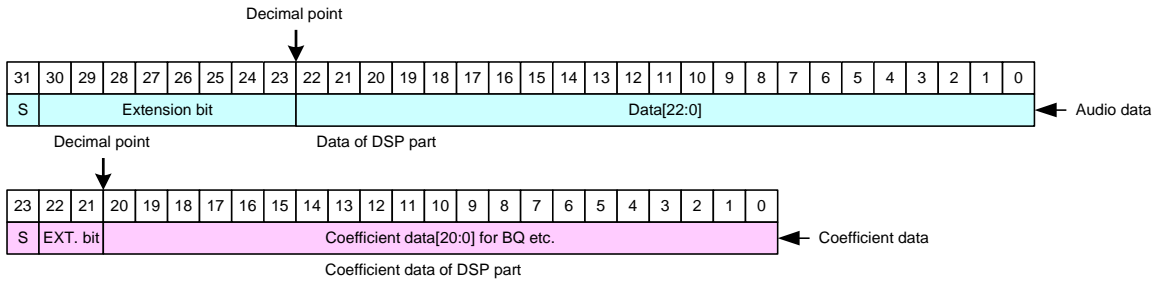 Decimal point
31 30 29 28 27 26 25 24 23 22 21 20 19 18 17 16 15 14 13 12 11 10 9 8 7 6 5 4 3 2 1 0
S Extension bit Data[22:0] Audio data
Decimal point Data of DSP part
23 22 21 20 19 18 17 16 15 14 13 12 11 10 9 8 7 6 5 4 3 2 1 0
S EXT. bit Coefficient data[20:0] for BQ etc. Coefficient data
Coefficient data of DSP part